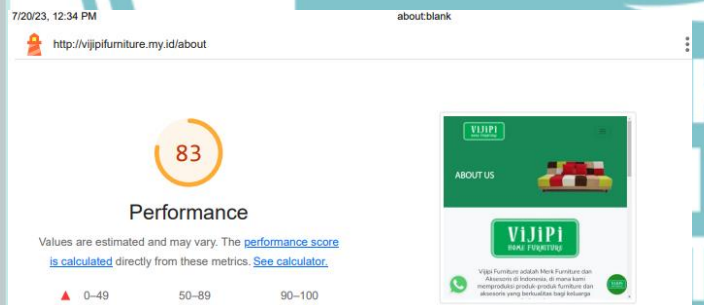 7/20/23, 12:34 PM
about:blank
http://vijipifurniture.my.id/about
83
Performance
Values are estimated and may vary. The performance score
is calculated directly from these metrics. See calculator.
0–49
50–89
90–100
ViJiPi
HOME FURNITURE
ABOUT US
ViJiPi
HOME FURNITURE
Vijipi Furniture adalah Merk Furniture dan
Aksesoris di Indonesia, di mana kami
memproduksi produk-produk furniture dan
aksesoris yang berkualitas bagi keluarga